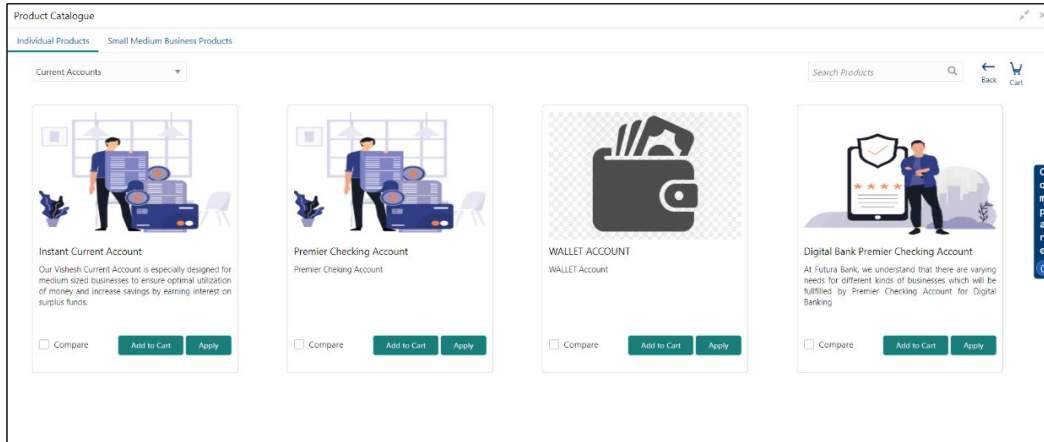 Product Catalogue
Individual Products Small Medium Business Products
Current Accounts
Search Products
Back
Cart
Instant Current Account
Our Vishesh Current Account is especially designed for
medium sized businesses to ensure optimal utilization
of money and increase savings by earning interest on
surplus funds.
Compare
Add to Cart
Apply
Premier Checking Account
Premier Cheking Account
Compare
Add to Cart
Apply
WALLET ACCOUNT
WALLET Account
Compare
Add to Cart
Apply
Digital Bank Premier Checking Account
At Futura Bank, we understand that there are varying
needs for different kinds of businesses which will be
fullfilled by Premier Checking Account for Digital
Banking
Compare
Add to Cart
Apply
Compare